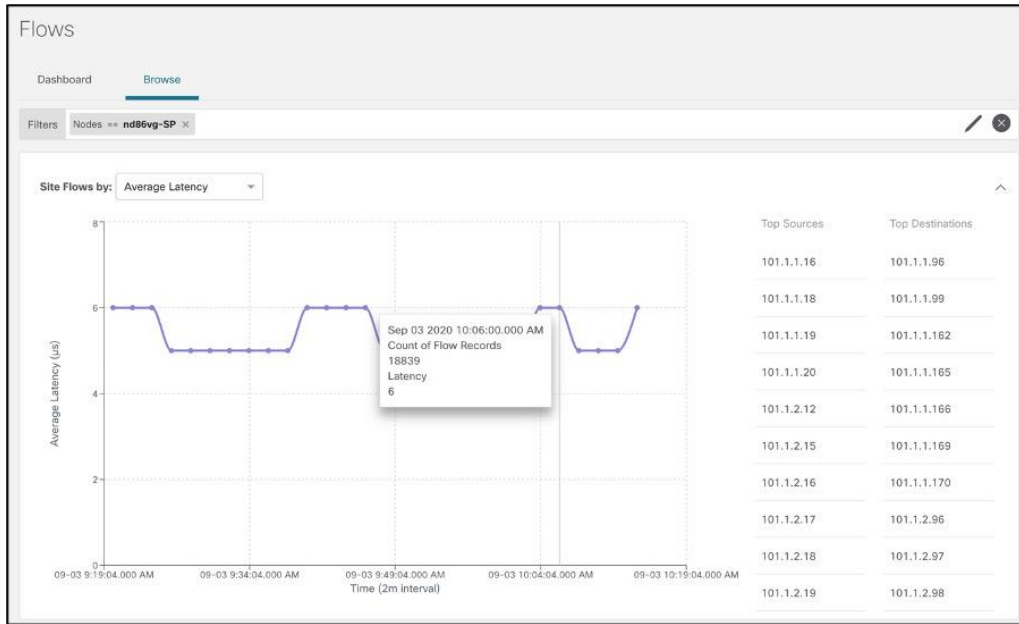 Flows
Dashboard Browse
Filters Nodes == nd86vg-SP ×
Site Flows by: Average Latency
Top Sources Top Destinations
101.1.1.16 101.1.1.96
101.1.1.18 101.1.1.99
101.1.1.19 101.1.1.162
101.1.1.20 101.1.1.165
101.1.2.12 101.1.1.166
101.1.2.15 101.1.1.169
101.1.2.16 101.1.1.170
101.1.2.17 101.1.2.96
101.1.2.18 101.1.2.97
101.1.2.19 101.1.2.98
Average Latency (µs)
8
6
4
2
0
Sep 03 2020 10:06:00.000 AM
Count of Flow Records
18839
Latency
6
09-03 9:19:04.000 AM 09-03 9:34:04.000 AM 09-03 9:49:04.000 AM 09-03 10:04:04.000 AM 09-03 10:19:04.000 AM
Time (2m interval)